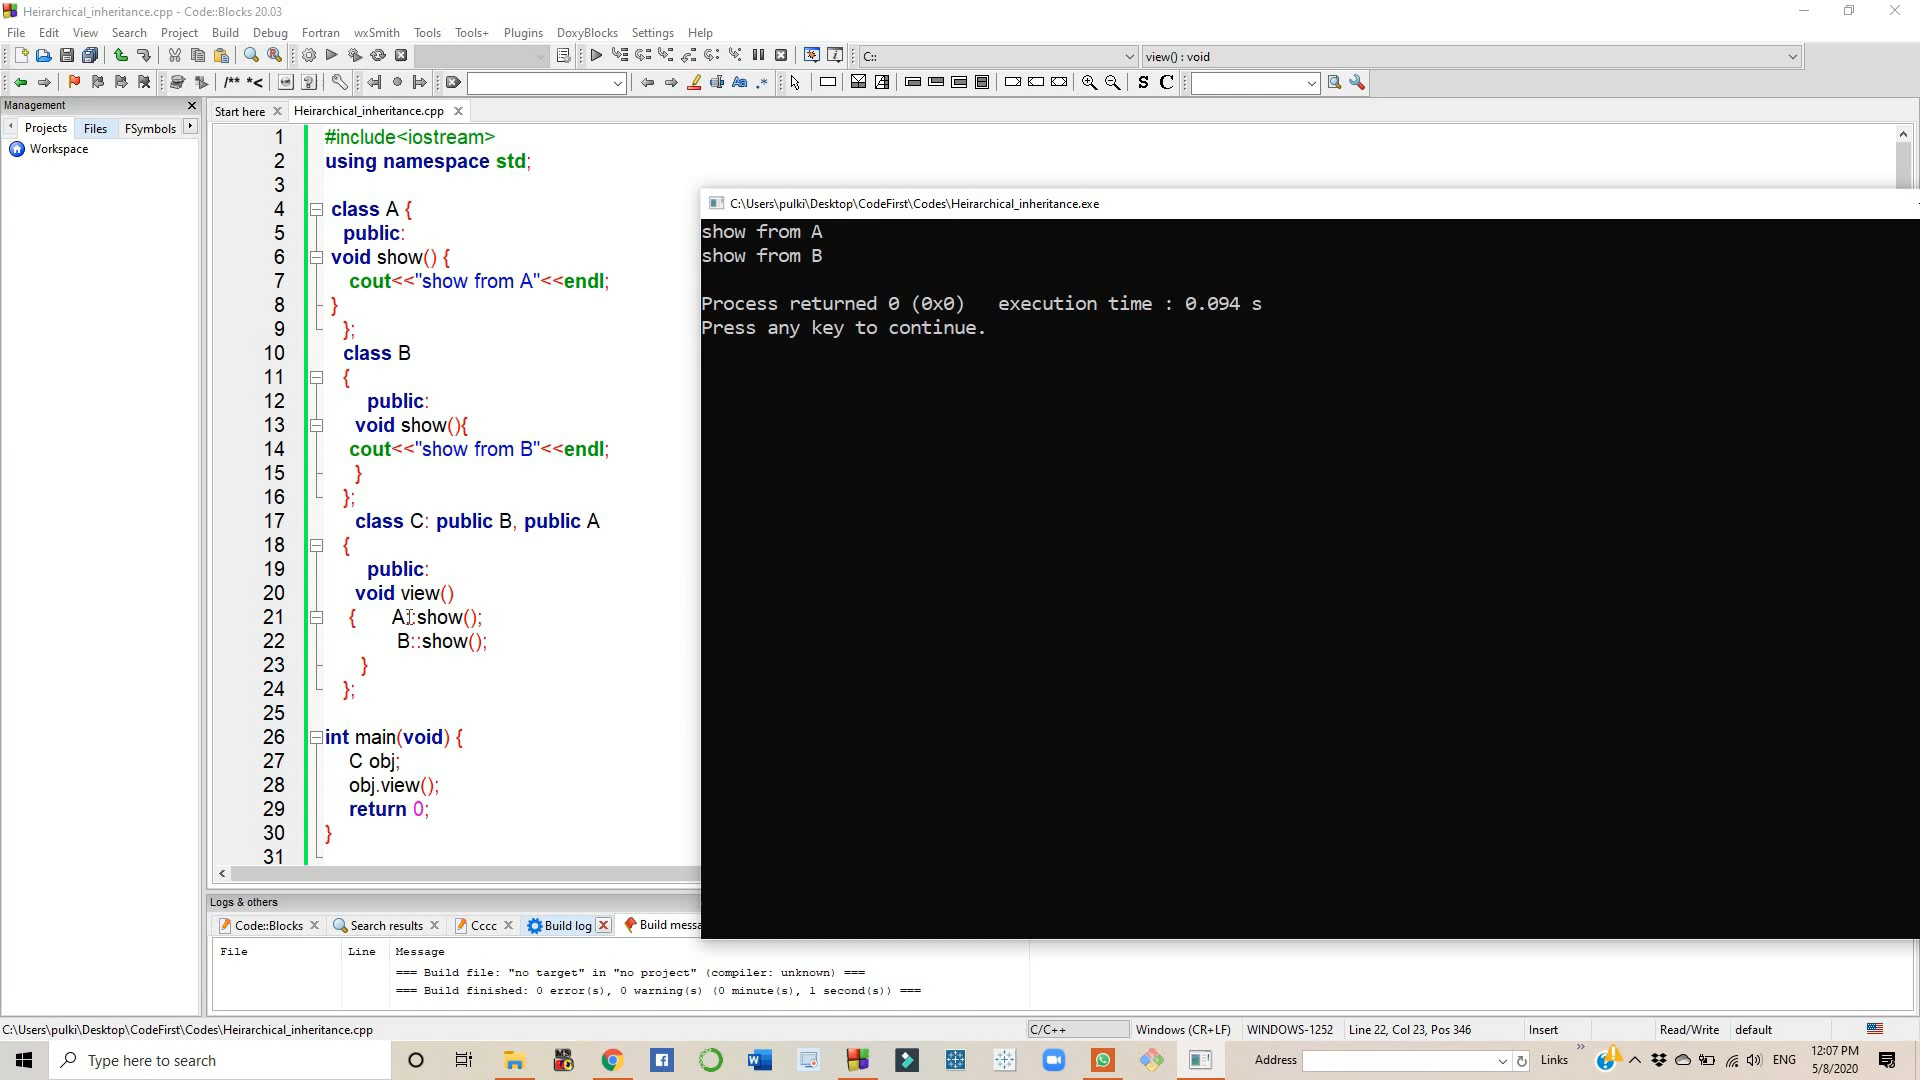 Heirarchical_inheritance.cpp - Code::Blocks 20.03
File Edit View Search Project Build Debug Fortran wxSmith Tools Tools+ Plugins DoxyBlocks Settings Help
C:: view() : void
/** *< Aa .* S C
Management
Start here Heirarchical_inheritance.cpp
Projects Files FSymbols
Workspace
1 #include<iostream>
2 using namespace std;
3
4 class A {
5 public:
6 void show() {
7 cout<<"show from A"<<endl;
8 }
9 };
10 class B
11 {
12 public:
13 void show(){
14 cout<<"show from B"<<endl;
15 }
16 };
17 class C: public B, public A
18 {
19 public:
20 void view()
21 { A::show();
22 B::show();
23 }
24 };
25
26 int main(void) {
27 C obj;
28 obj.view();
29 return 0;
30 }
31
C:\Users\pulki\Desktop\CodeFirst\Codes\Heirarchical_inheritance.exe
show from A
show from B
Process returned 0 (0x0) execution time : 0.094 s
Press any key to continue.
Logs & others
Code::Blocks Search results Cccc Build log Build messa
File Line Message
=== Build file: "no target" in "no project" (compiler: unknown) ===
=== Build finished: 0 error(s), 0 warning(s) (0 minute(s), 1 second(s)) ===
C:\Users\pulki\Desktop\CodeFirst\Codes\Heirarchical_inheritance.cpp C/C++ Windows (CR+LF) WINDOWS-1252 Line 22, Col 23, Pos 346 Insert Read/Write default
Type here to search
Address Links ENG
12:07 PM
5/8/2020